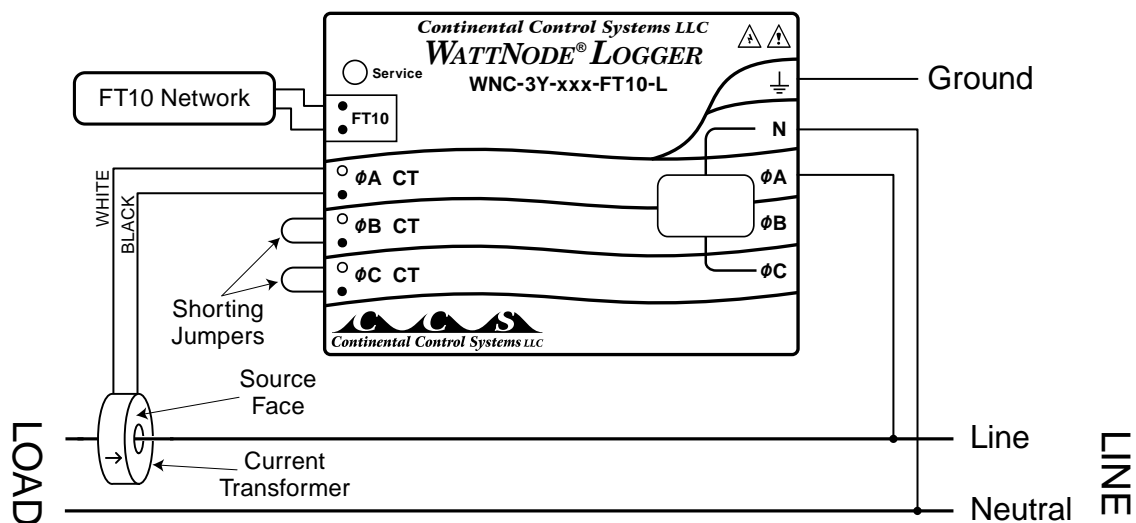 Continental Control Systems LLC
WATTNODE® LOGGER
WNC-3Y-xxx-FT10-L
Service
FT10 Network
FT10
Ground
N
WHITE
BLACK
ϕA CT
ϕA
ϕB CT
ϕB
ϕC CT
ϕC
Shorting
Jumpers
CCS
Continental Control Systems LLC
Source
Face
LOAD
Line
LINE
Current
Transformer
Neutral